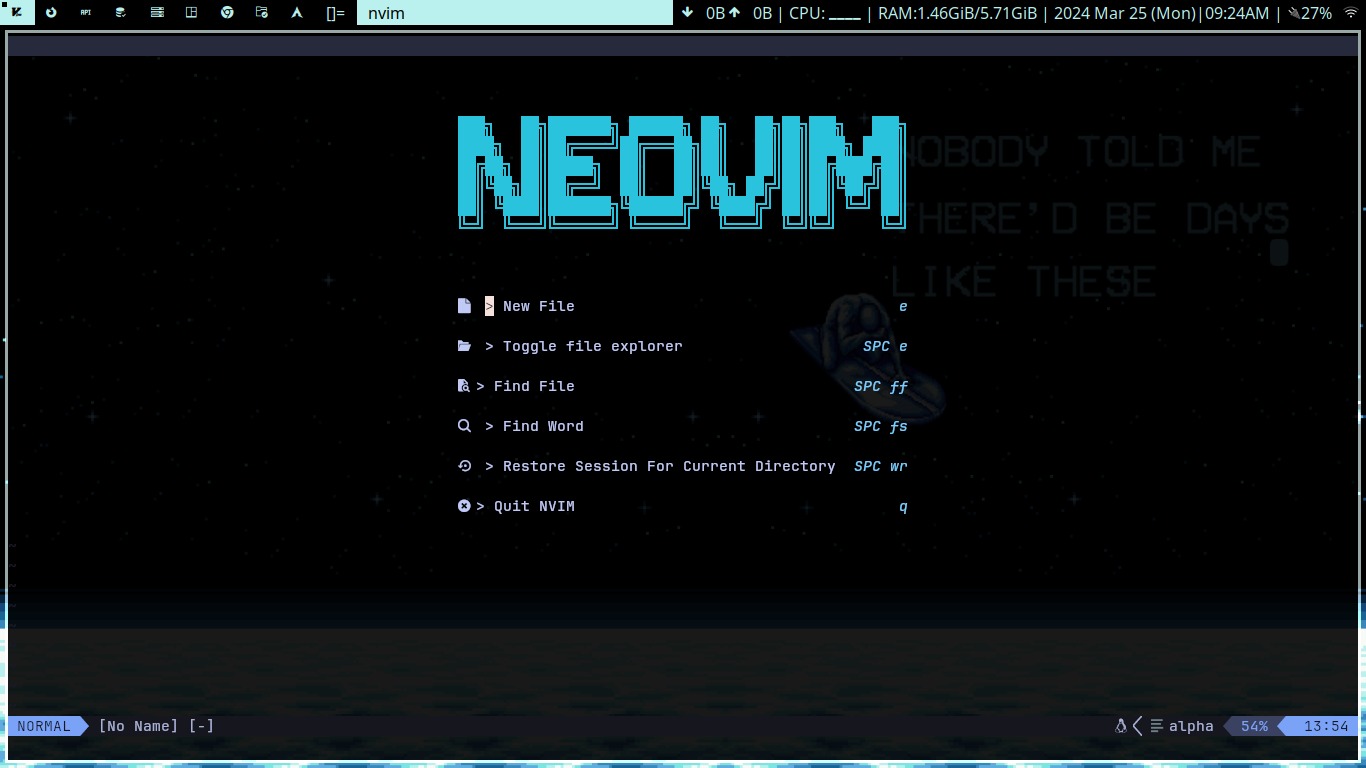 API []= nvim 0B 0B | CPU: ▁▁▁▁ | RAM:1.46GiB/5.71GiB | 2024 Mar 25 (Mon)|09:24AM | 27%
NEOVIM
NOBODY TOLD ME
THERE'D BE DAYS
LIKE THESE
> New File e
> Toggle file explorer SPC e
> Find File SPC ff
> Find Word SPC fs
> Restore Session For Current Directory SPC wr
> Quit NVIM q
NORMAL [No Name] [-] alpha 54% 13:54